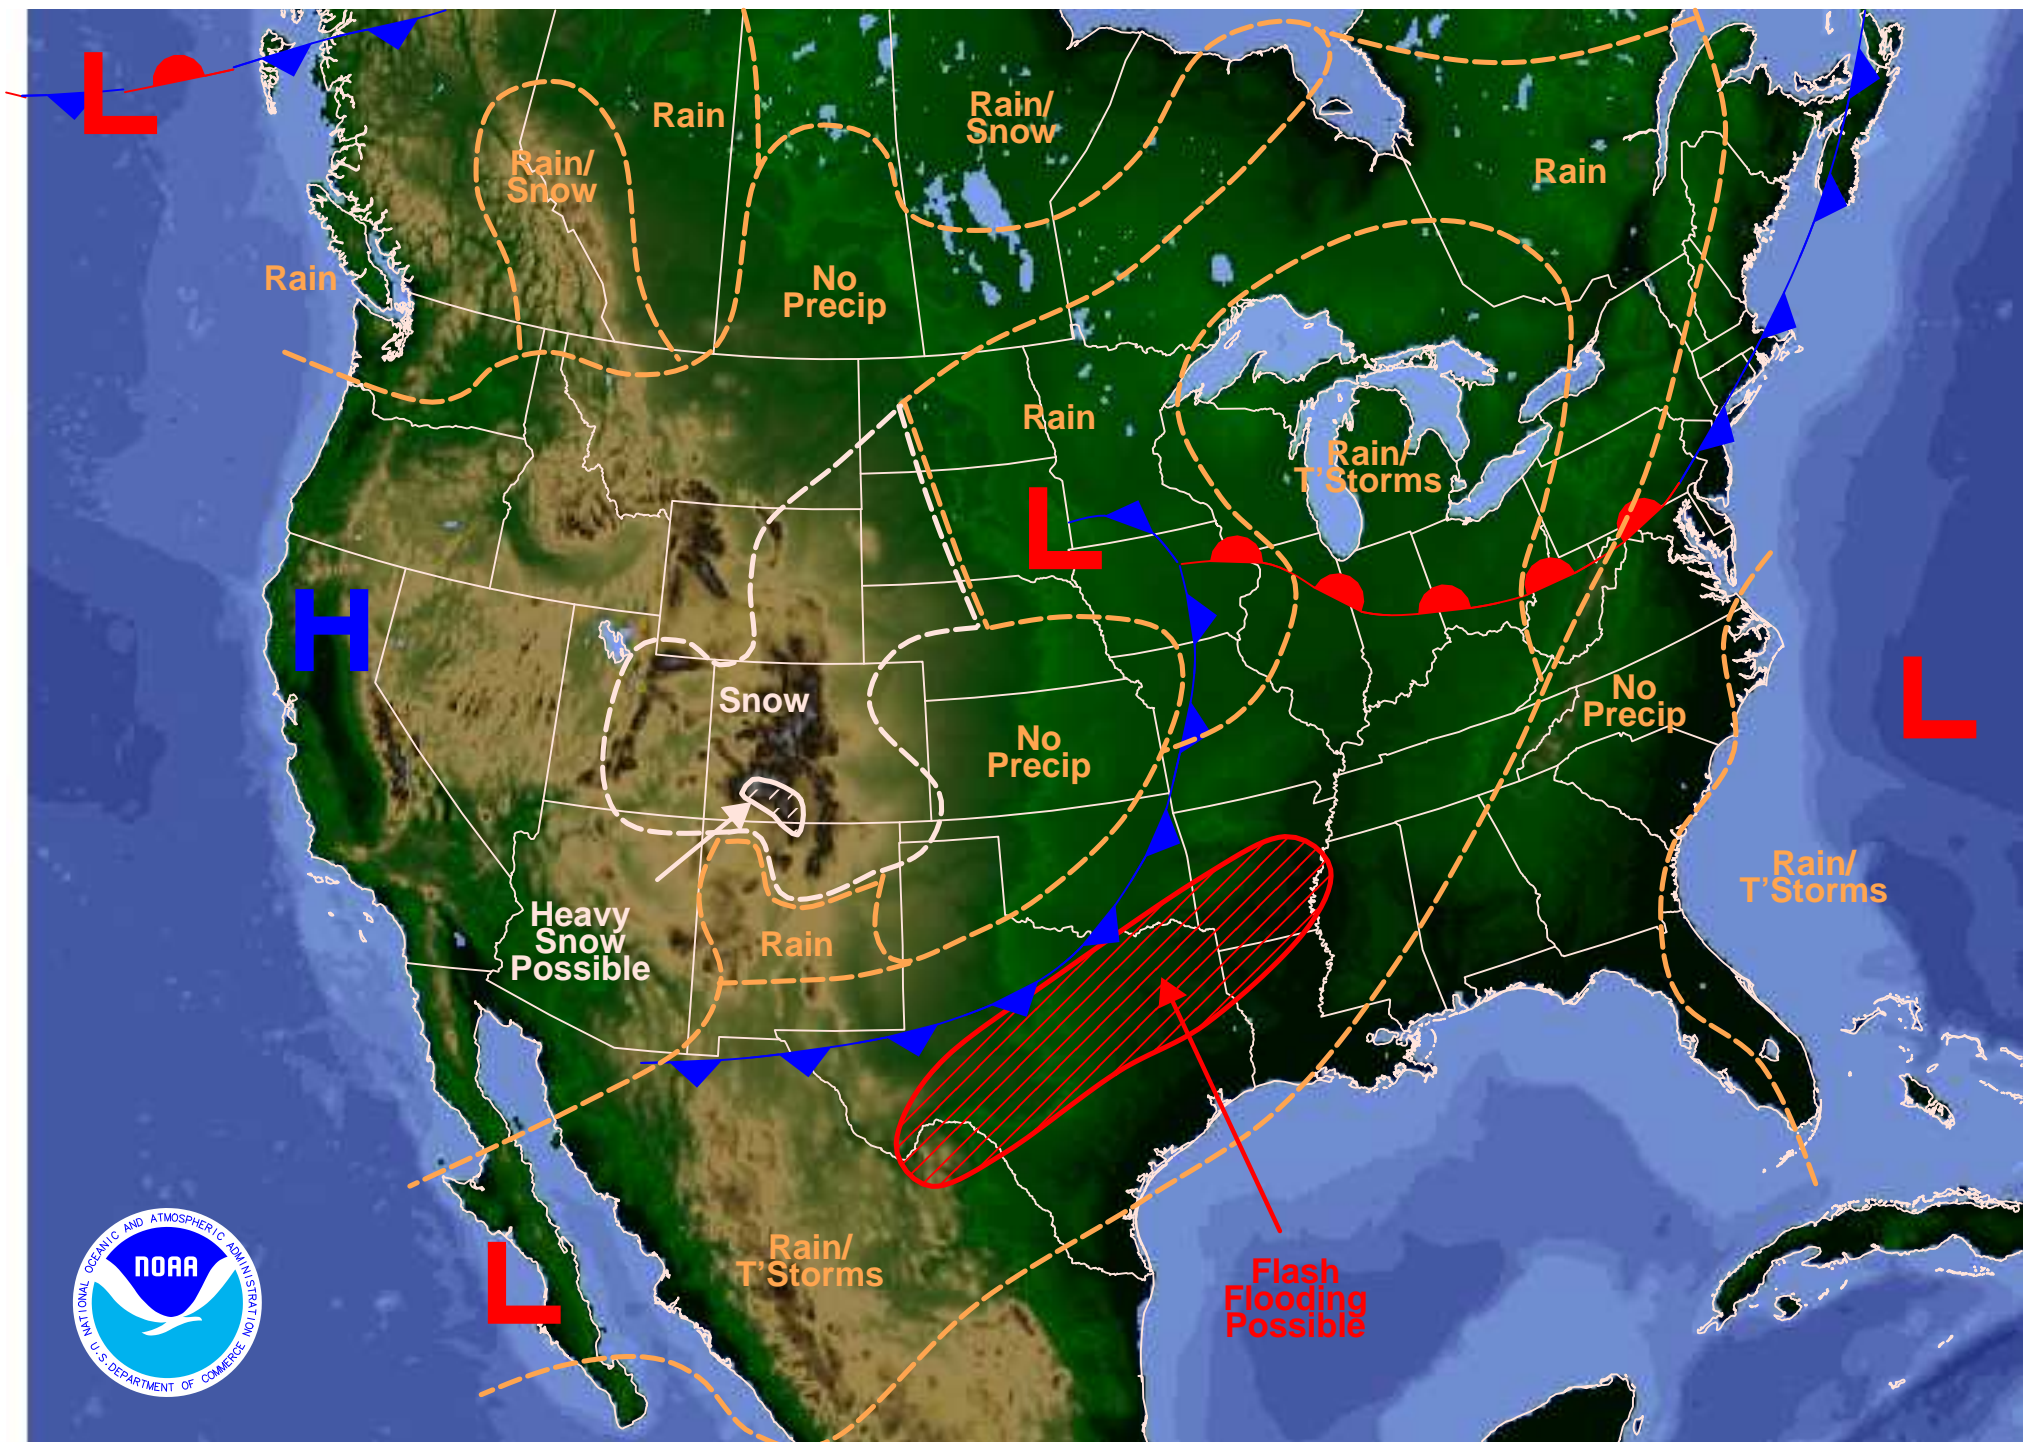 L
Rain
Rain/
Snow
Rain/
Snow
Rain
Rain
No
Precip
Rain
Rain/
T'Storms
L
H
Snow
No
Precip
No
Precip
L
Rain/
T'Storms
Heavy
Snow
Possible
Rain
Rain/
T'Storms
L
Flash
Flooding
Possible
NATIONAL OCEANIC AND ATMOSPHERIC ADMINISTRATION
NOAA
U.S. DEPARTMENT OF COMMERCE